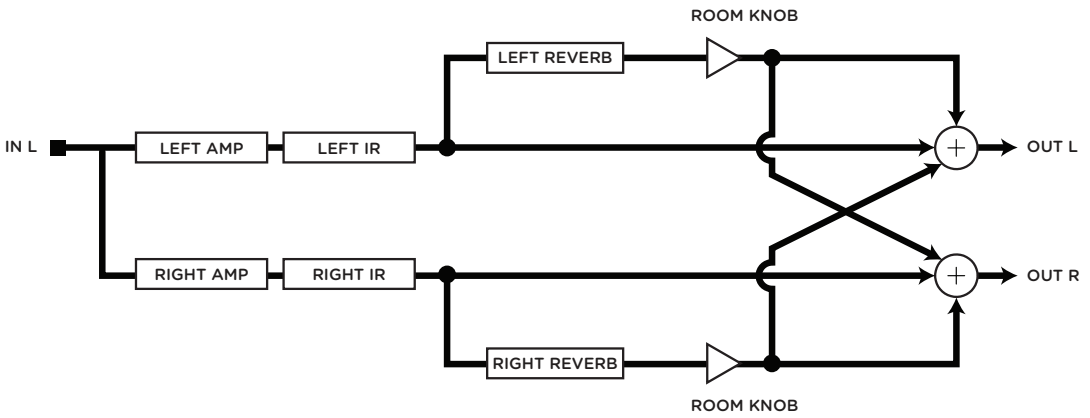 ROOM KNOB
LEFT REVERB
IN L
LEFT AMP
LEFT IR
+
OUT L
RIGHT AMP
RIGHT IR
+
OUT R
RIGHT REVERB
ROOM KNOB